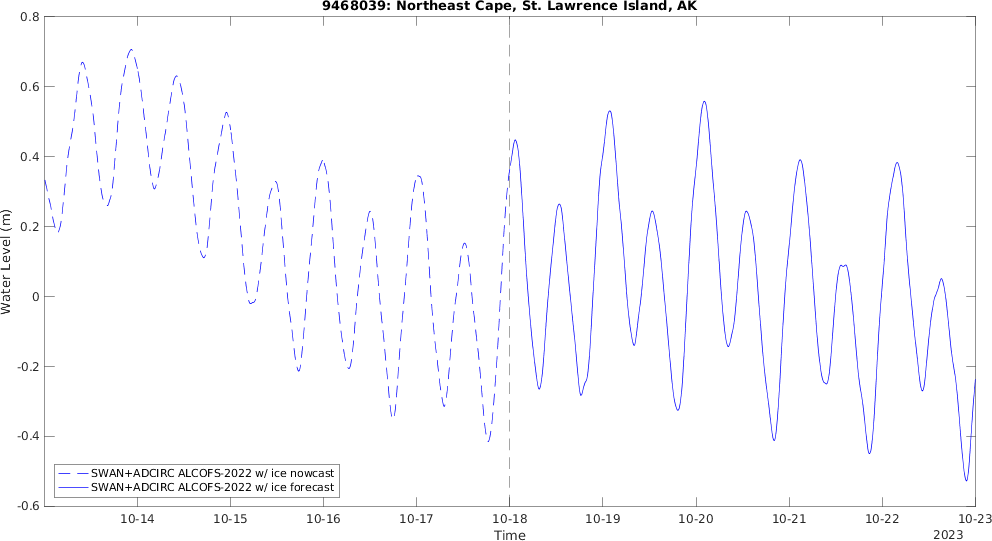 9468039: Northeast Cape, St. Lawrence Island, AK
Water Level (m)
0.8
0.6
0.4
0.2
0
-0.2
-0.4
-0.6
SWAN+ADCIRC ALCOFS-2022 w/ ice nowcast
SWAN+ADCIRC ALCOFS-2022 w/ ice forecast
10-14 10-15 10-16 10-17 10-18 10-19 10-20 10-21 10-22 10-23
Time
2023